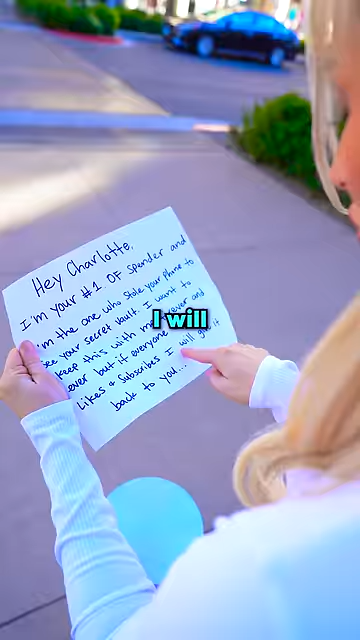 Hey Charlotte,
I'm your #1 OF spender and
I'm the one who stole your phone to
see your secret vault. I want to
keep this with me forever and
ever but if everyone
Likes & Subscribes I will give it
back to you...
I will